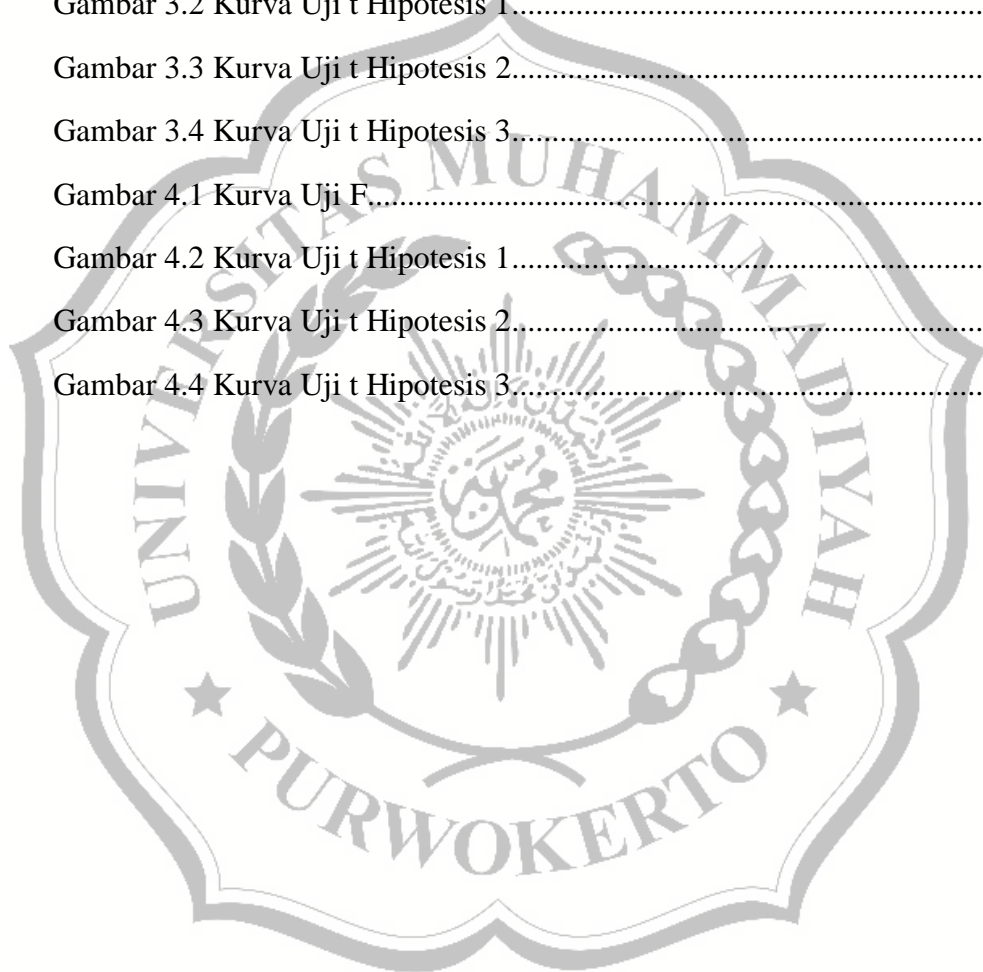 Gambar 3.2 Kurva Uji t Hipotesis 1
Gambar 3.3 Kurva Uji t Hipotesis 2
Gambar 3.4 Kurva Uji t Hipotesis 3
Gambar 4.1 Kurva Uji F
Gambar 4.2 Kurva Uji t Hipotesis 1
Gambar 4.3 Kurva Uji t Hipotesis 2
Gambar 4.4 Kurva Uji t Hipotesis 3
UNIVERSITAS MUHAMMADIYAH
PURWOKERTO